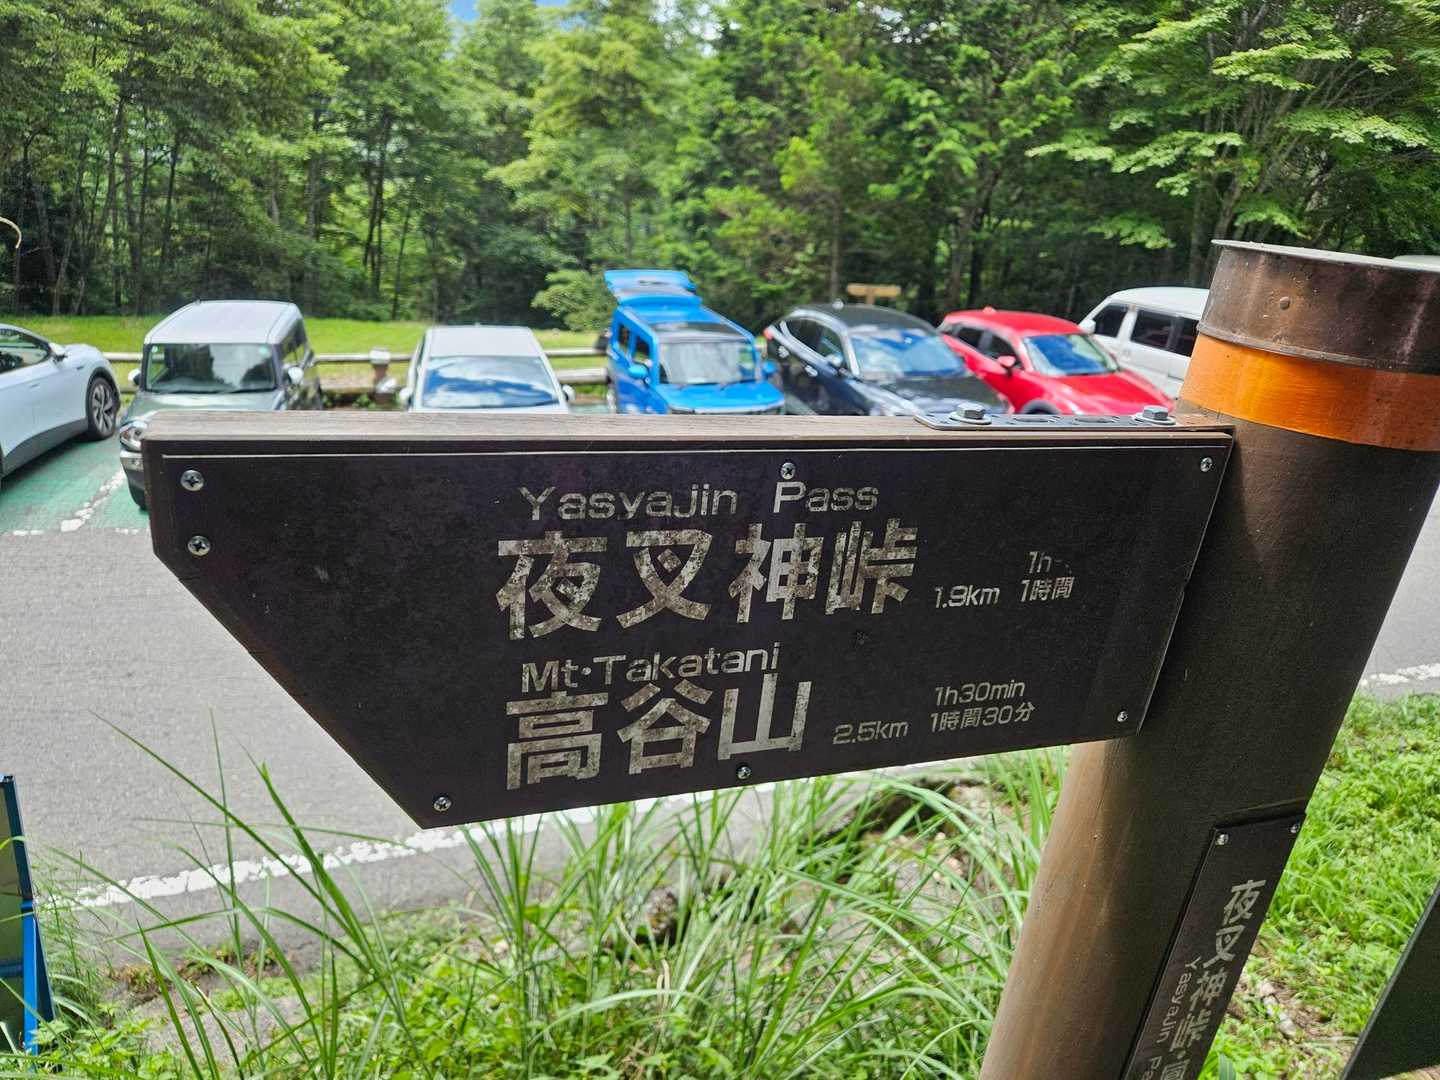 Yasyajin Pass
夜叉神峠 1.9km 1時間
1h
Mt・Takatani
高谷山 2.5km 1時間30分
1h30min
夜叉神峠・
Yasyajin